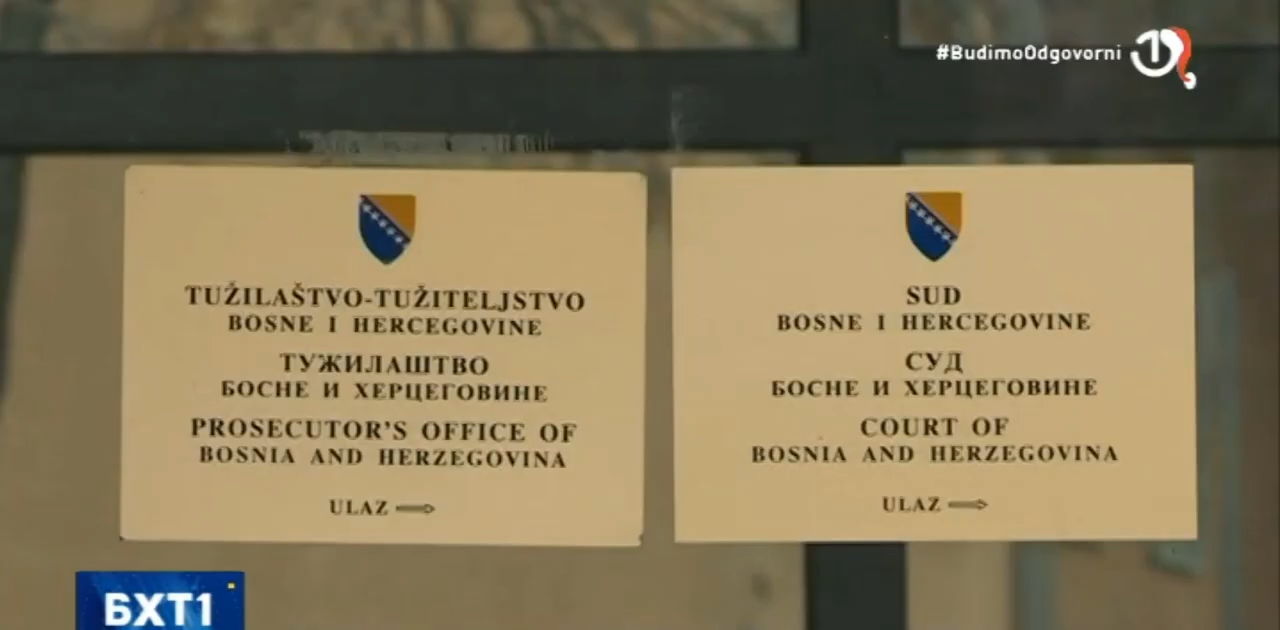 #BudimoOdgovorni
TUŽILAŠTVO-TUŽITELJSTVO
BOSNE I HERCEGOVINE
ТУЖИЛАШТВО
БОСНЕ И ХЕРЦЕГОВИНЕ
PROSECUTOR'S OFFICE OF
BOSNIA AND HERZEGOVINA
ULAZ
SUD
BOSNE I HERCEGOVINE
СУД
БОСНЕ И ХЕРЦЕГОВИНЕ
COURT OF
BOSNIA AND HERZEGOVINA
ULAZ
БХТ1